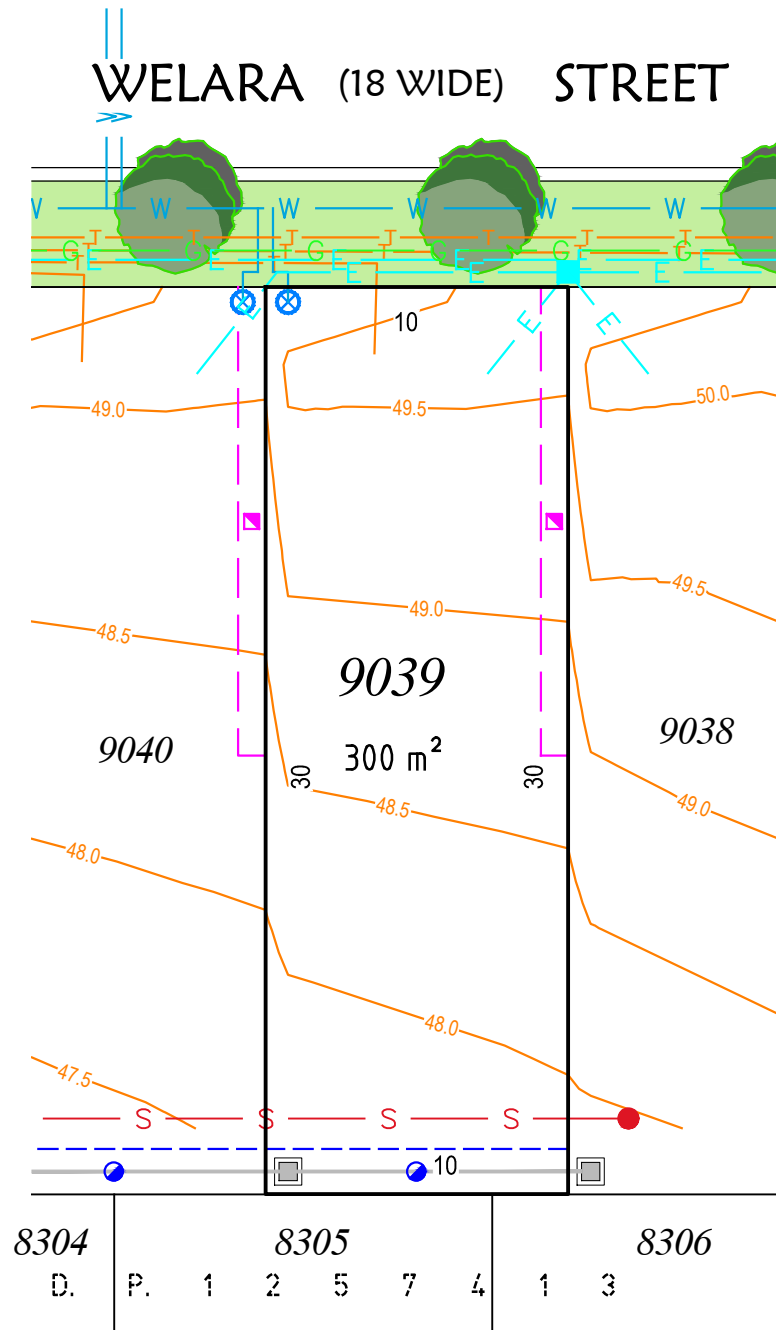 WELARA (18 WIDE) STREET
W W W W W W
T T T T T T
G G G G G G
E E E E E E
T
E E E E
E E E
10
49.0 49.5 50.0
49.5
48.5 49.0
9039
9040 300 m² 9038
30 30
48.5 49.0
48.0
48.0
47.5
S S S S
10
8304 8305 8306
D. P. 1 2 5 7 4 1 3